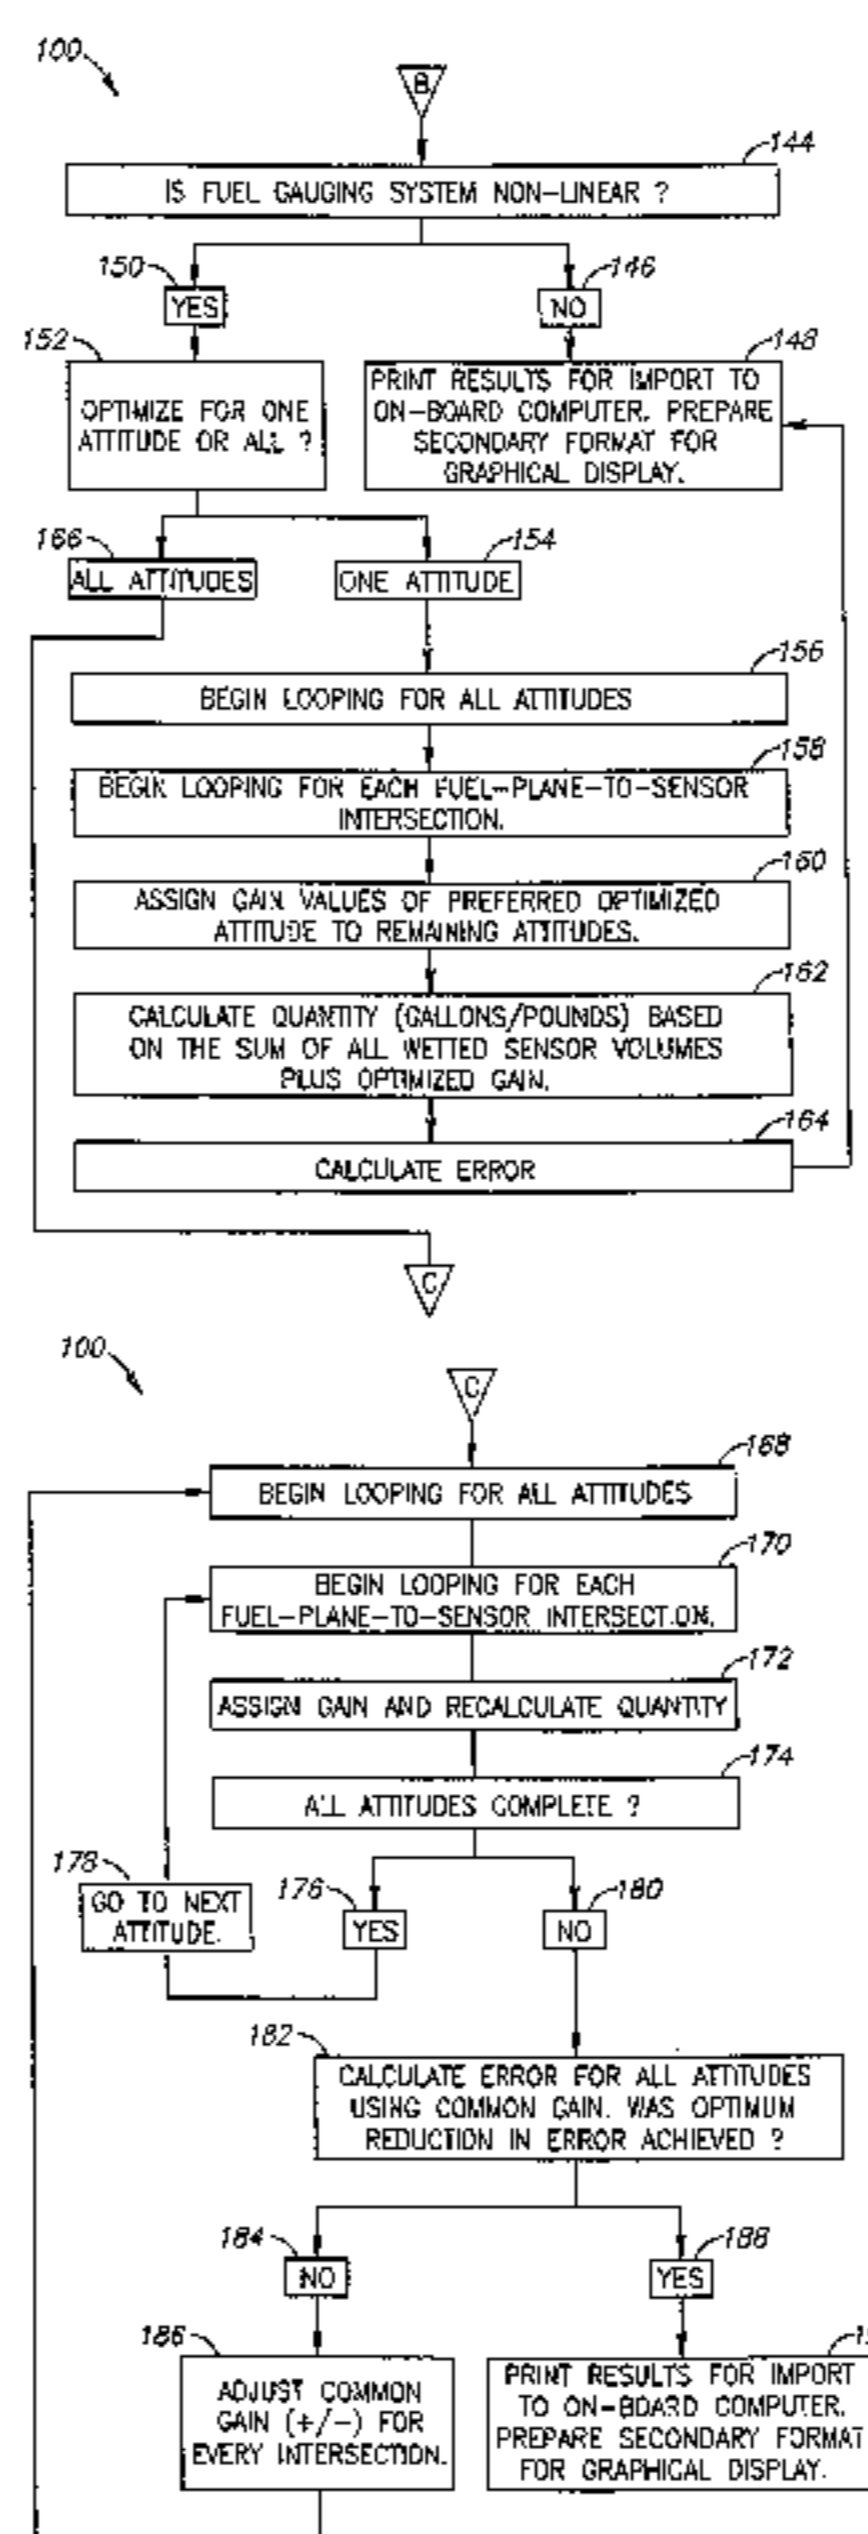 100
B
144
IS FUEL GAUGING SYSTEM NON-LINEAR ?
150
146
YES
NO
152
148
OPTIMIZE FOR ONE
ATTITUDE OR ALL ?
PRINT RESULTS FOR IMPORT TO
ON-BOARD COMPUTER. PREPARE
SECONDARY FORMAT FOR
GRAPHICAL DISPLAY.
166
154
ALL ATTITUDES
ONE ATTITUDE
156
BEGIN LOOPING FOR ALL ATTITUDES
158
BEGIN LOOPING FOR EACH FUEL-PLANE-TO-SENSOR
INTERSECTION.
160
ASSIGN GAIN VALUES OF PREFERRED OPTIMIZED
ATTITUDE TO REMAINING ATTITUDES.
162
CALCULATE QUANTITY (GALLONS/POUNDS) BASED
ON THE SUM OF ALL WETTED SENSOR VOLUMES
PLUS OPTIMIZED GAIN.
164
CALCULATE ERROR
C
100
C
168
BEGIN LOOPING FOR ALL ATTITUDES
170
BEGIN LOOPING FOR EACH
FUEL-PLANE-TO-SENSOR INTERSECTION.
172
ASSIGN GAIN AND RECALCULATE QUANTITY
174
ALL ATTITUDES COMPLETE ?
178
176
180
GO TO NEXT
ATTITUDE.
YES
NO
182
CALCULATE ERROR FOR ALL ATTITUDES
USING COMMON GAIN. WAS OPTIMUM
REDUCTION IN ERROR ACHIEVED ?
184
188
NO
YES
186
ADJUST COMMON
GAIN (+/-) FOR
EVERY INTERSECTION.
PRINT RESULTS FOR IMPORT
TO ON-BOARD COMPUTER.
PREPARE SECONDARY FORMAT
FOR GRAPHICAL DISPLAY.